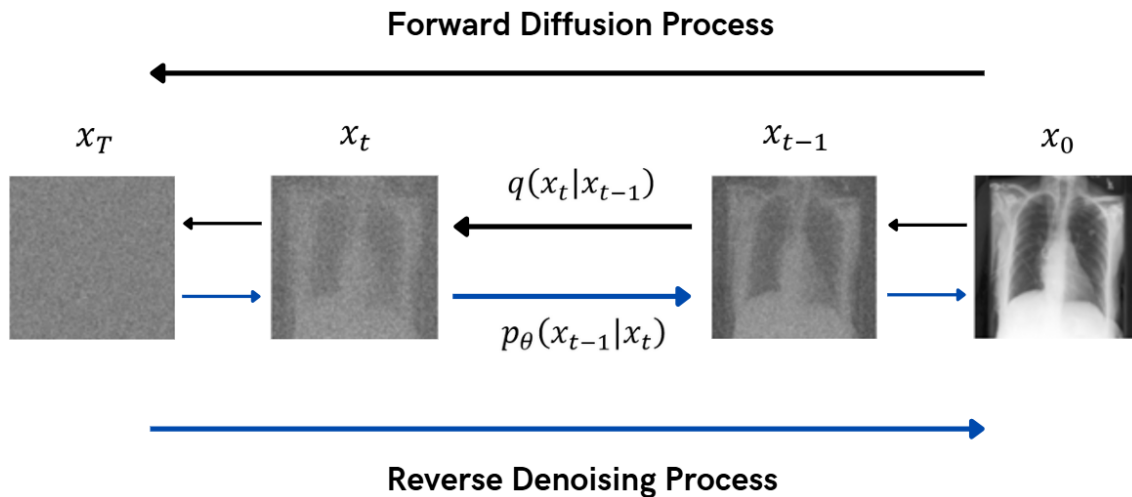 Forward Diffusion Process
x_T
x_t
x_{t−1}
x_0
q(x_t|x_{t−1})
p_θ(x_{t−1}|x_t)
Reverse Denoising Process